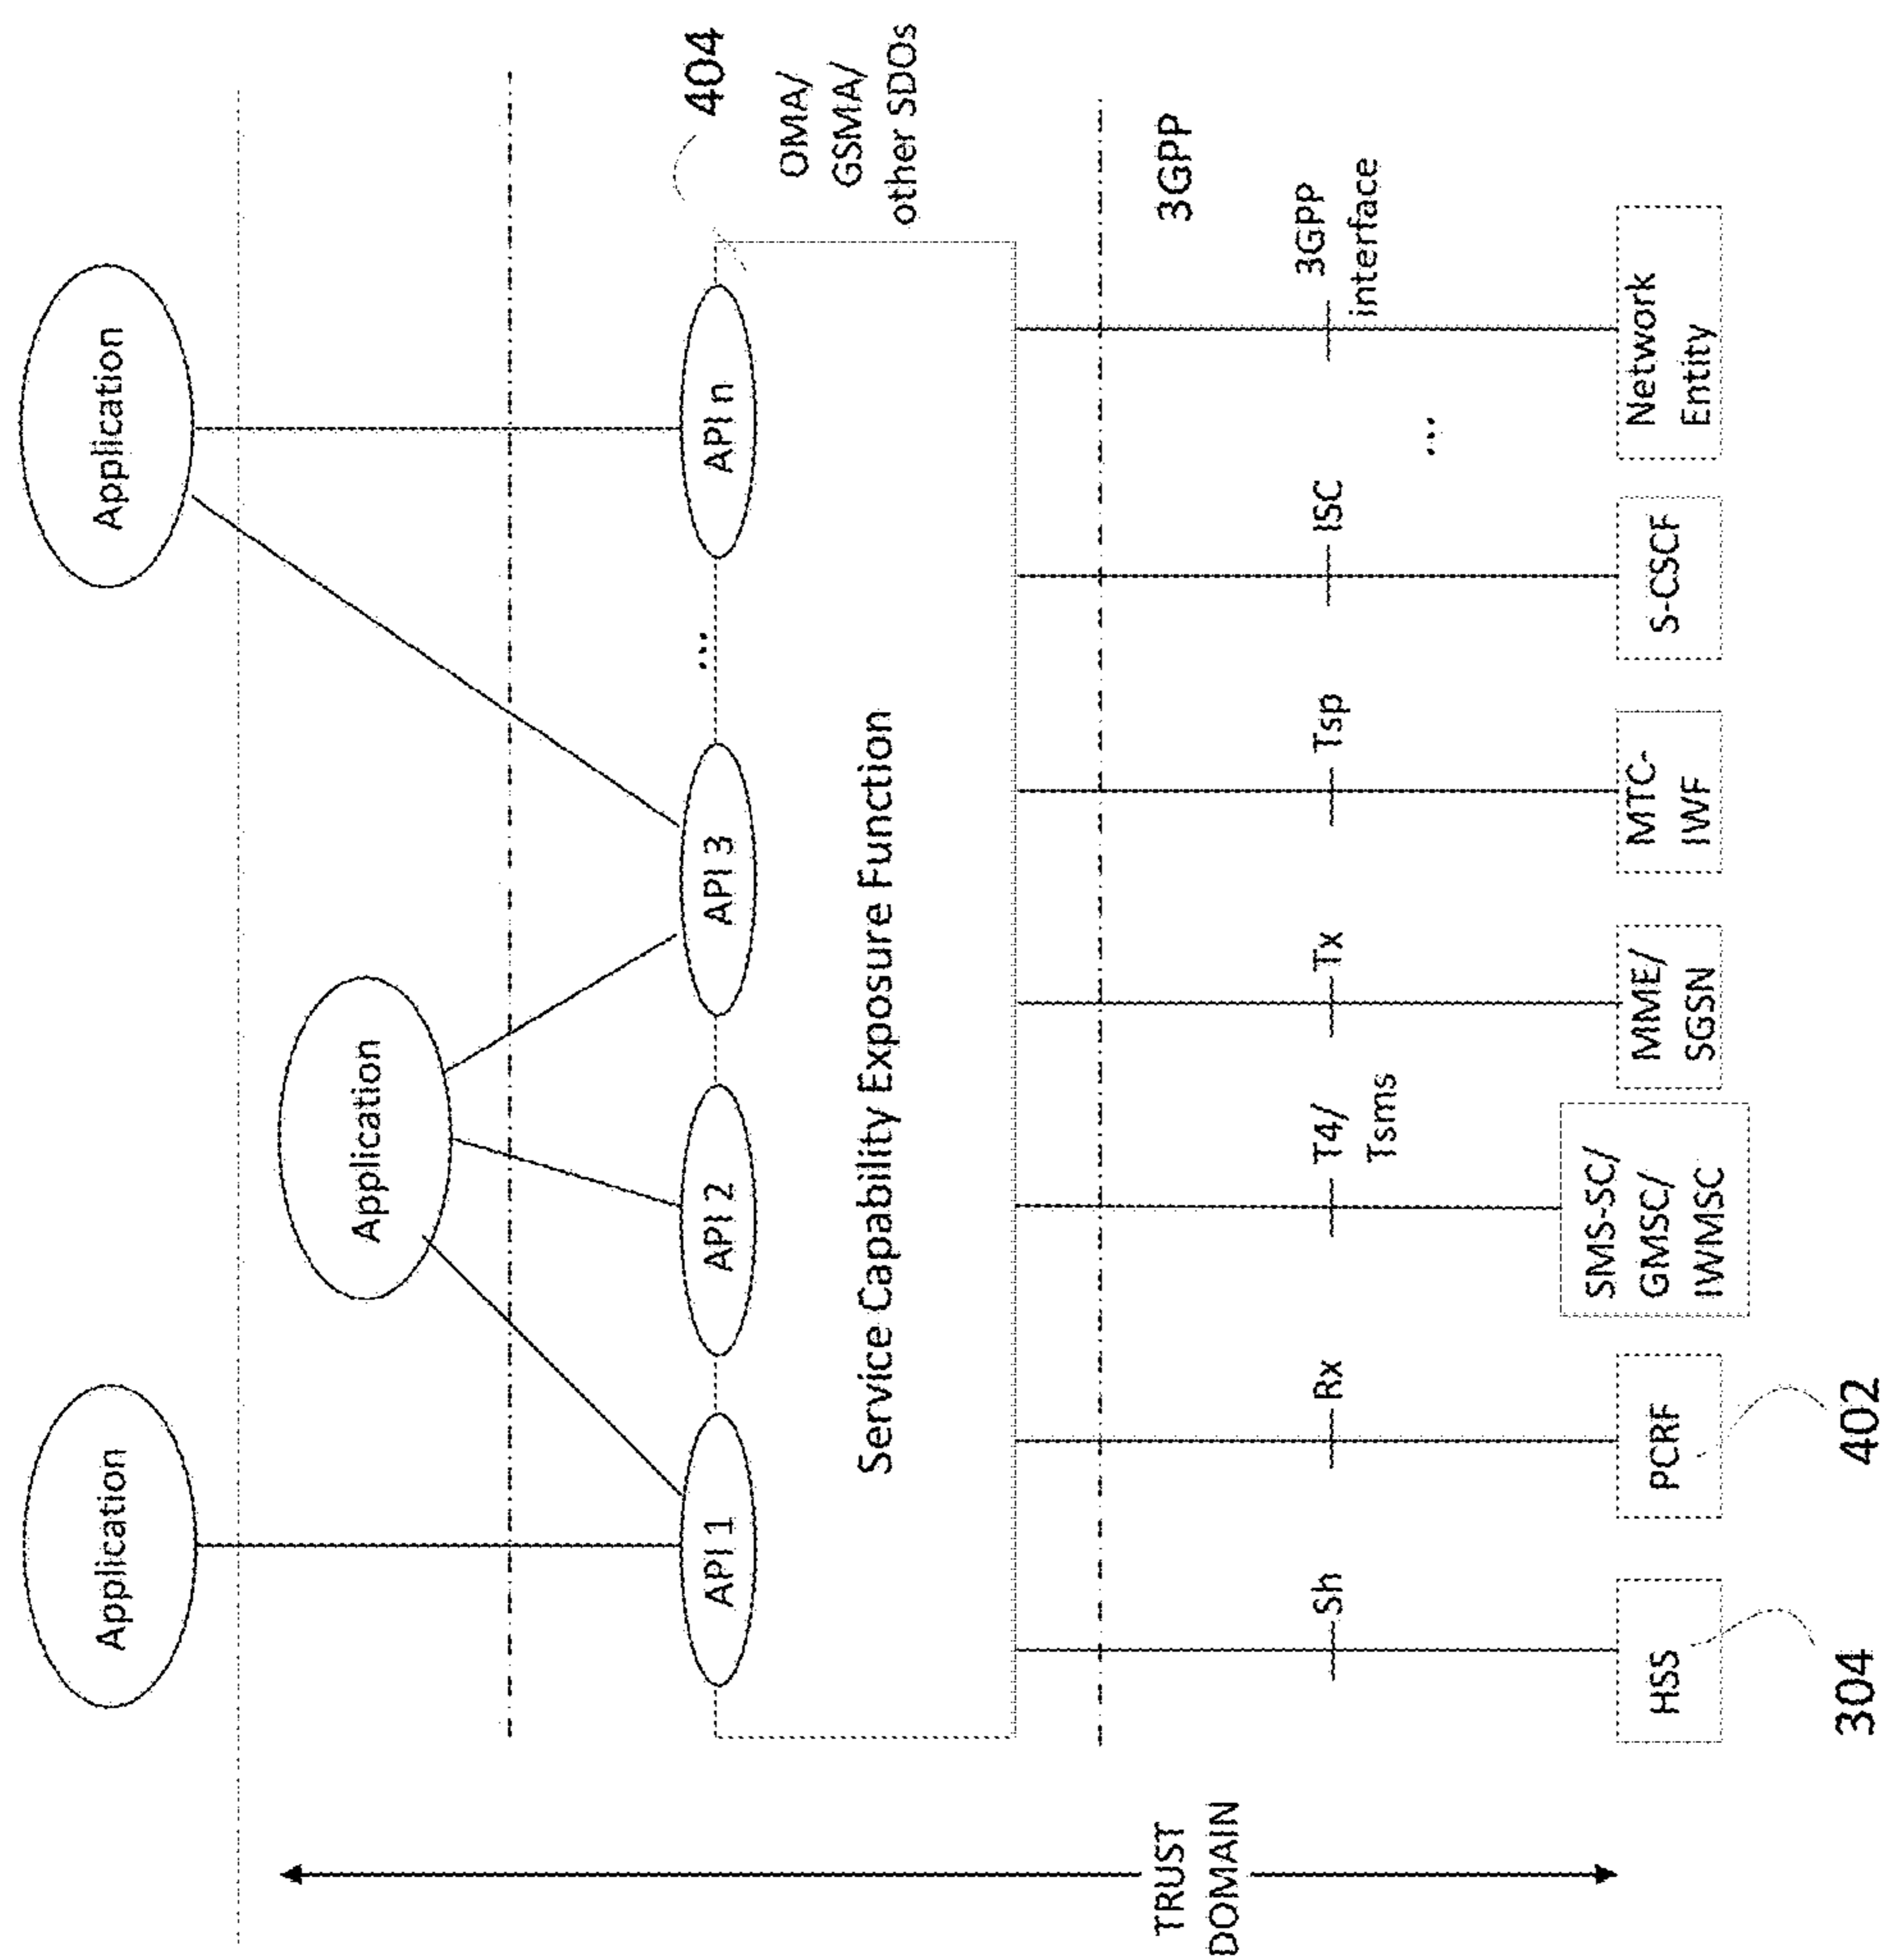 Application
Application
Application
404
OMA/
GSMA/
other SDOs
API 1
API 2
API 3
...
API n
Service Capability Exposure Function
3GPP
TRUST
DOMAIN
Sh
Rx
T4/
Tsms
Tx
Tsp
ISC
3GPP
interface
...
HSS
PCRF
SMS-SC/
GMSC/
IWMSC
MME/
SGSN
MTC-
IWF
S-CSCF
Network
Entity
304
402